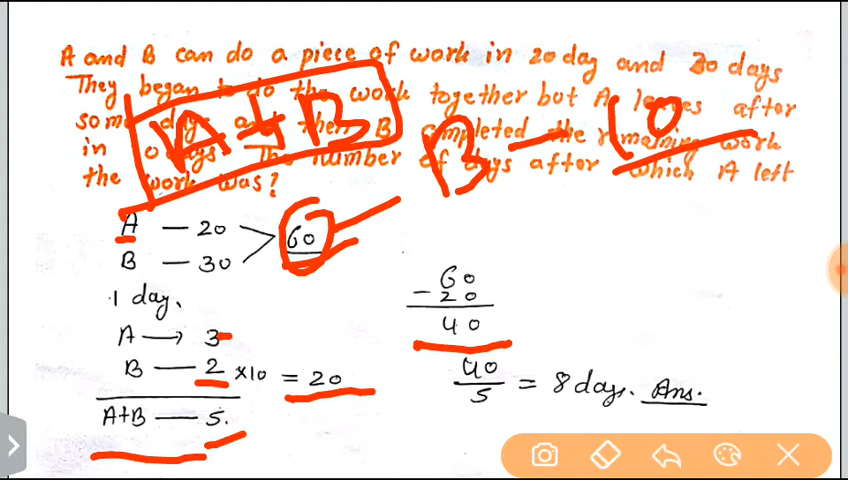 A and B can do a piece of work in 20 day and 30 days
They began to do the work together but A leaves after
some days and then B completed the remaining work
in 0 days. The number of days after which A left
the work was?
A+B
B - 10
A — 20
B — 30
60
1 day.
A → 3
B — 2 ×10 = 20
A+B — 5.
60
- 20
40
40
5
= 8 days. Ans.